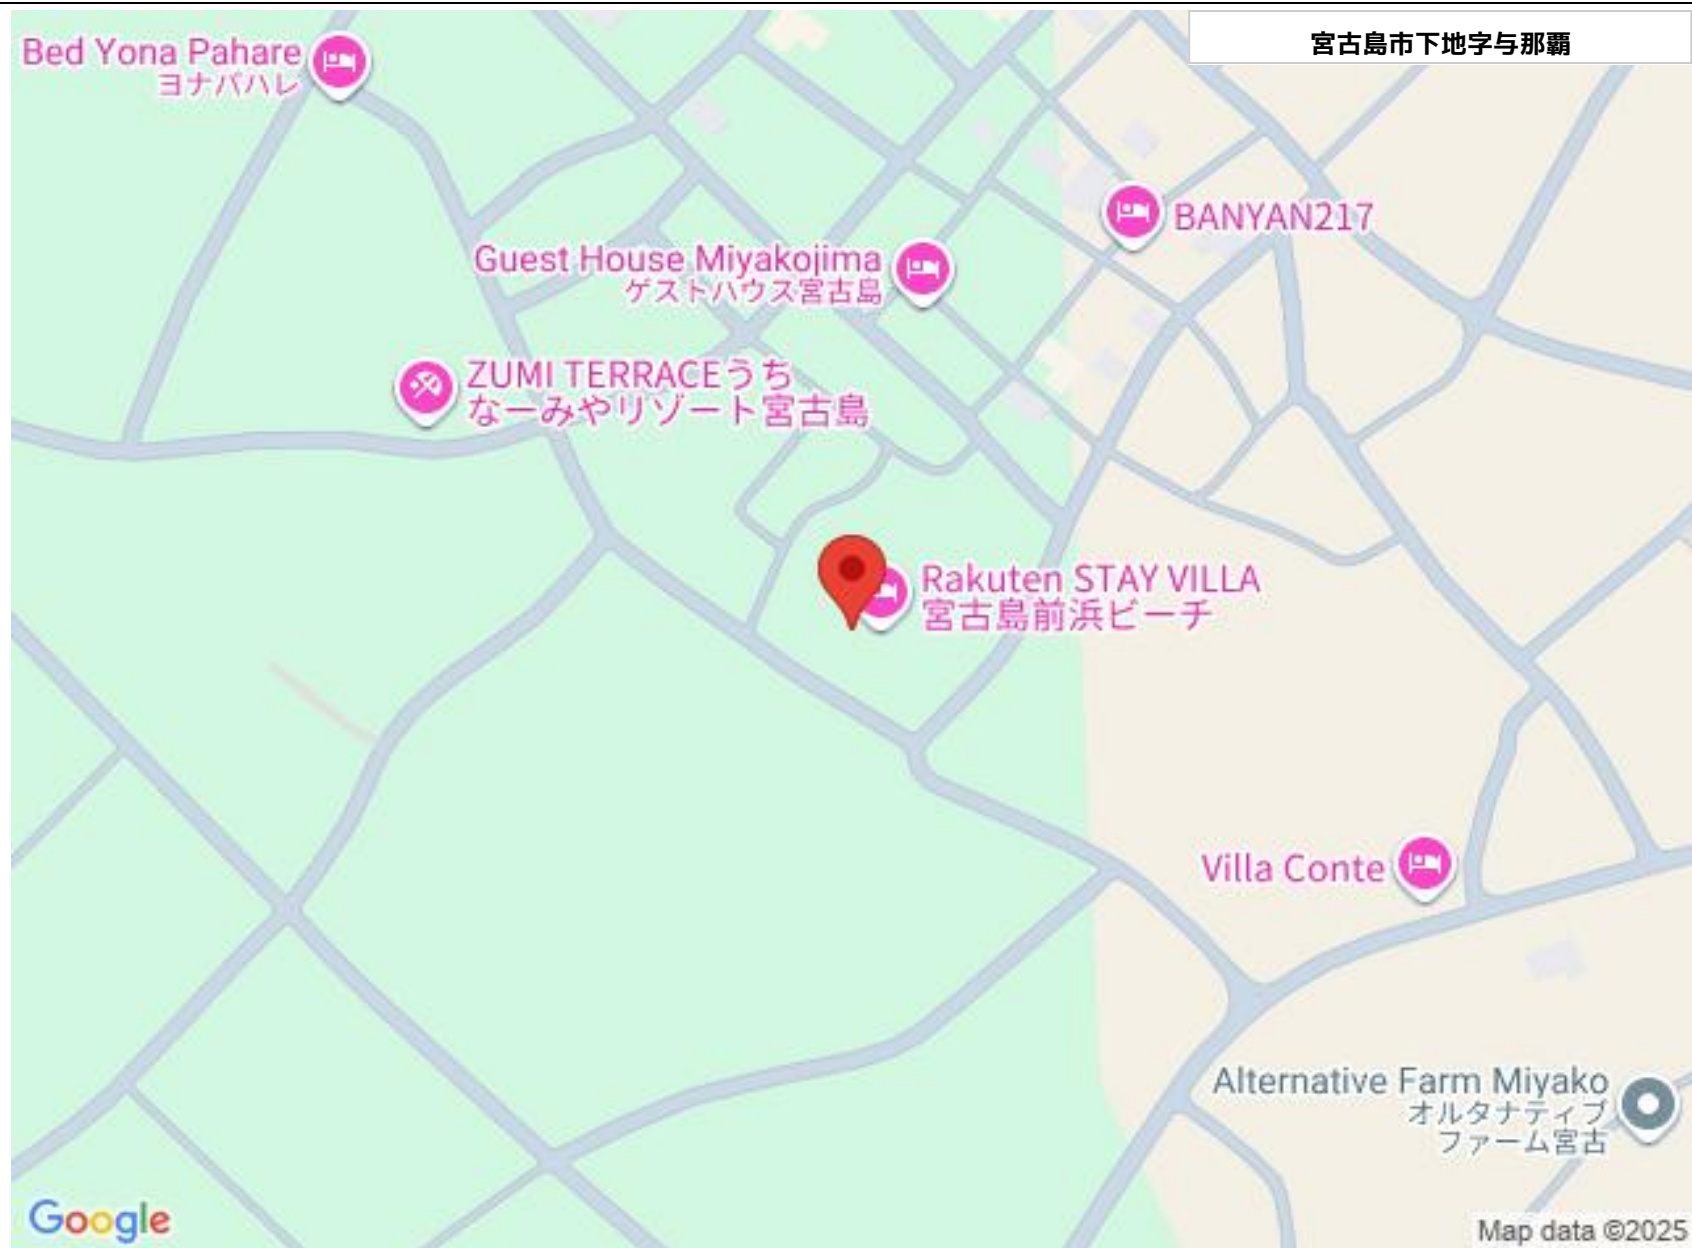 宮古島市下地字与那覇
Bed Yona Pahare
ヨナパハレ
BANYAN217
Guest House Miyakojima
ゲストハウス宮古島
ZUMI TERRACEうち
なーみやリゾート宮古島
Rakuten STAY VILLA
宮古島前浜ビーチ
Villa Conte
Alternative Farm Miyako
オルタナティブ
ファーム宮古
Google
Map data ©2025